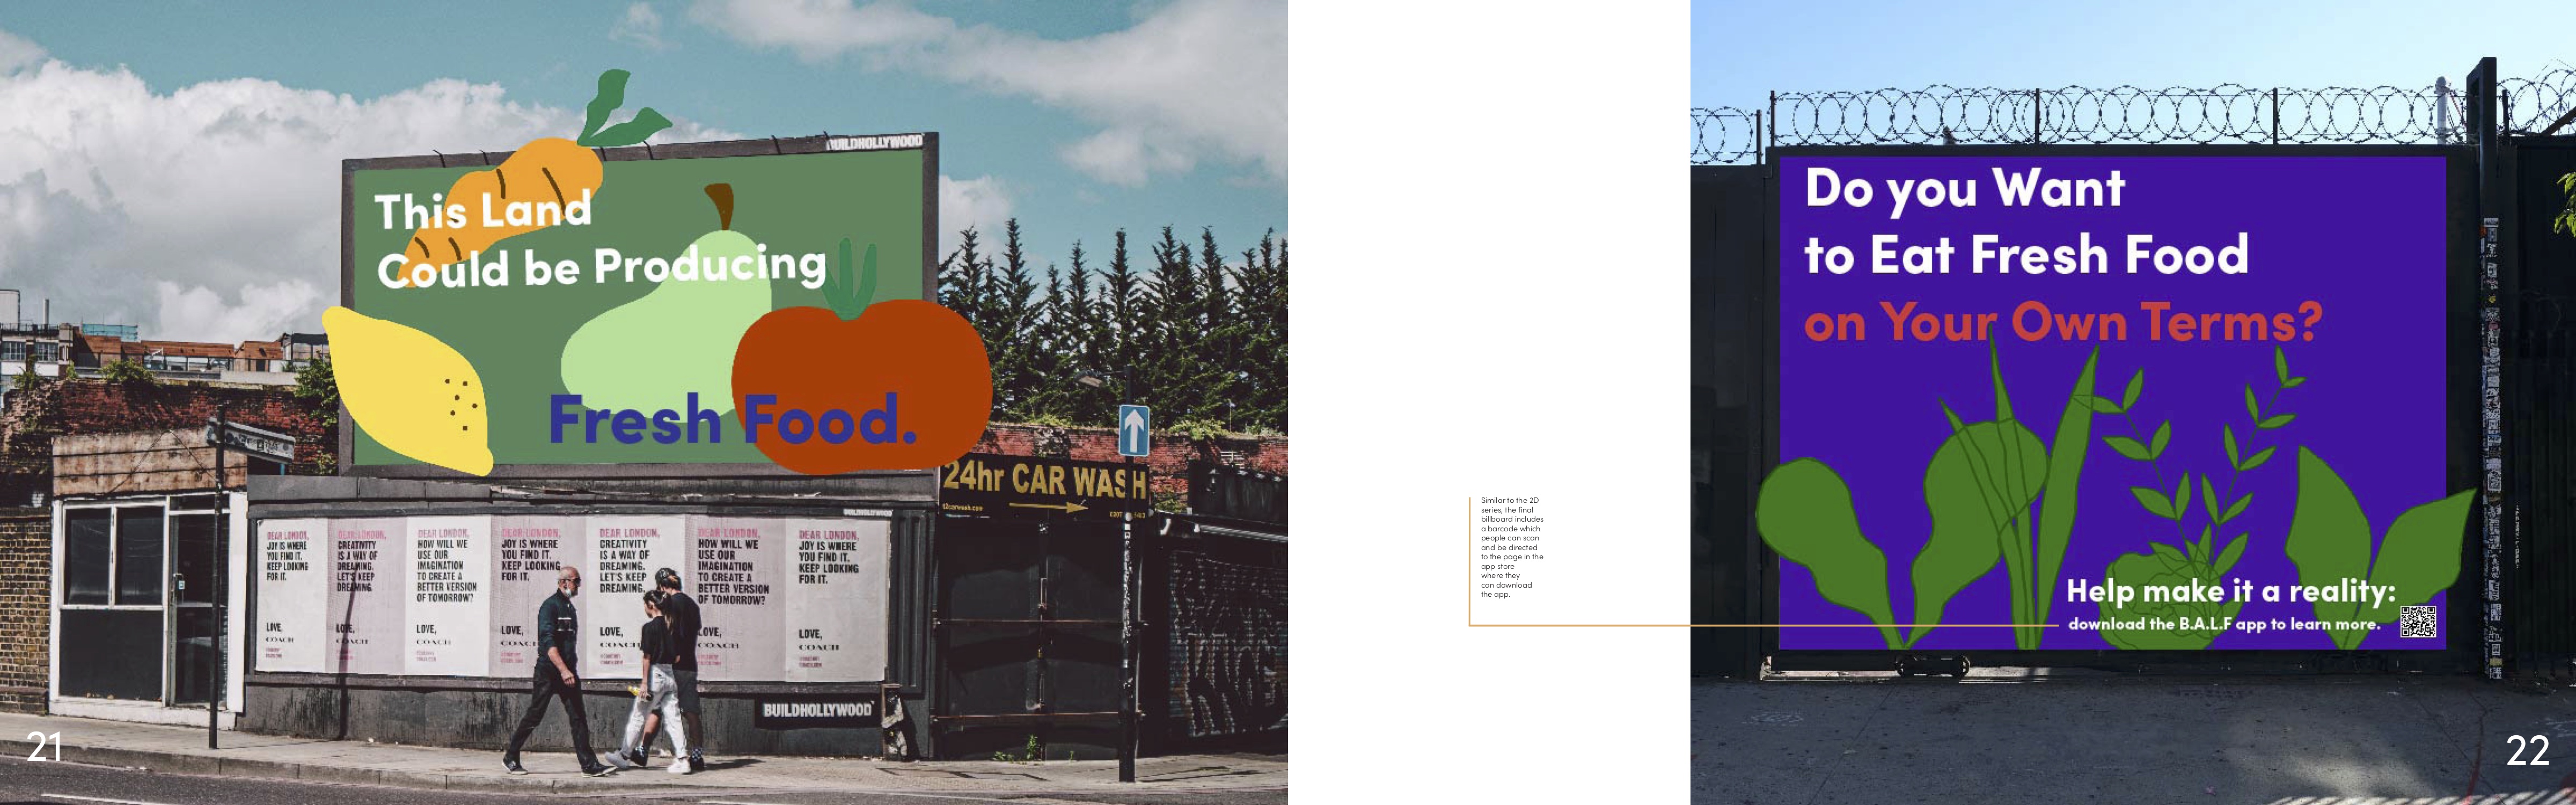 BUILDHOLLYWOOD
This Land
Could be Producing
Fresh Food.
24hr CAR WASH
BUILDHOLLYWOOD
DEAR LONDON,
JOY IS WHERE
YOU FIND IT.
KEEP LOOKING
FOR IT.
LOVE,
COACH
DEAR LONDON,
CREATIVITY
IS A WAY OF
DREAMING.
LET'S KEEP
DREAMING.
LOVE,
COACH
DEAR LONDON,
HOW WILL WE
USE OUR
IMAGINATION
TO CREATE A
BETTER VERSION
OF TOMORROW?
LOVE,
COACH
DEAR LONDON,
JOY IS WHERE
YOU FIND IT.
KEEP LOOKING
FOR IT.
LOVE,
COACH
DEAR LONDON,
CREATIVITY
IS A WAY OF
DREAMING.
LET'S KEEP
DREAMING.
LOVE,
COACH
DEAR LONDON,
HOW WILL WE
USE OUR
IMAGINATION
TO CREATE A
BETTER VERSION
OF TOMORROW?
LOVE,
COACH
DEAR LONDON,
JOY IS WHERE
YOU FIND IT.
KEEP LOOKING
FOR IT.
LOVE,
COACH
BUILDHOLLYWOOD
21
Similar to the 2D
series, the final
billboard includes
a barcode which
people can scan
and be directed
to the page in the
app store
where they
can download
the app.
Do you Want
to Eat Fresh Food
on Your Own Terms?
Help make it a reality:
download the B.A.L.F app to learn more.
22